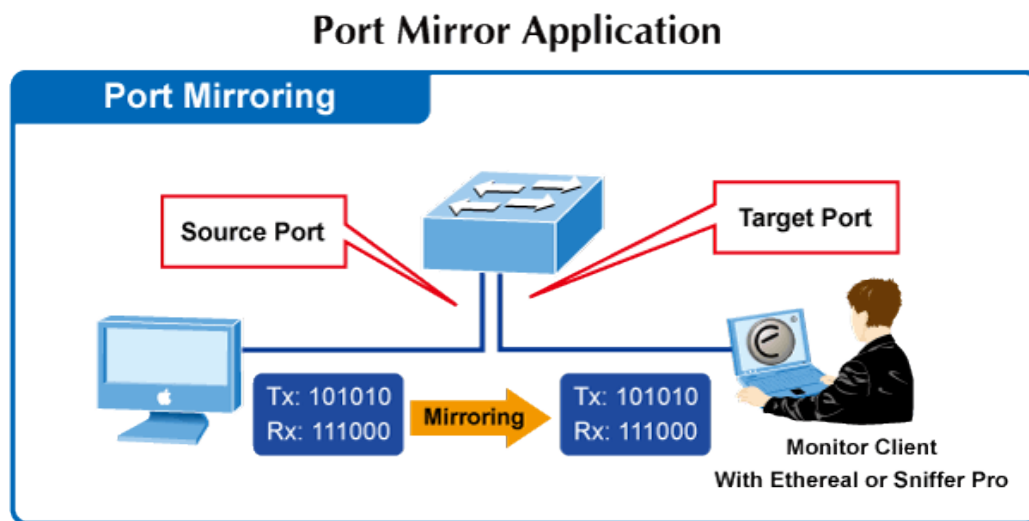 Port Mirror Application
Port Mirroring
Source Port
Target Port
Tx: 101010
Rx: 111000
Mirroring
Tx: 101010
Rx: 111000
Monitor Client
With Ethereal or Sniffer Pro